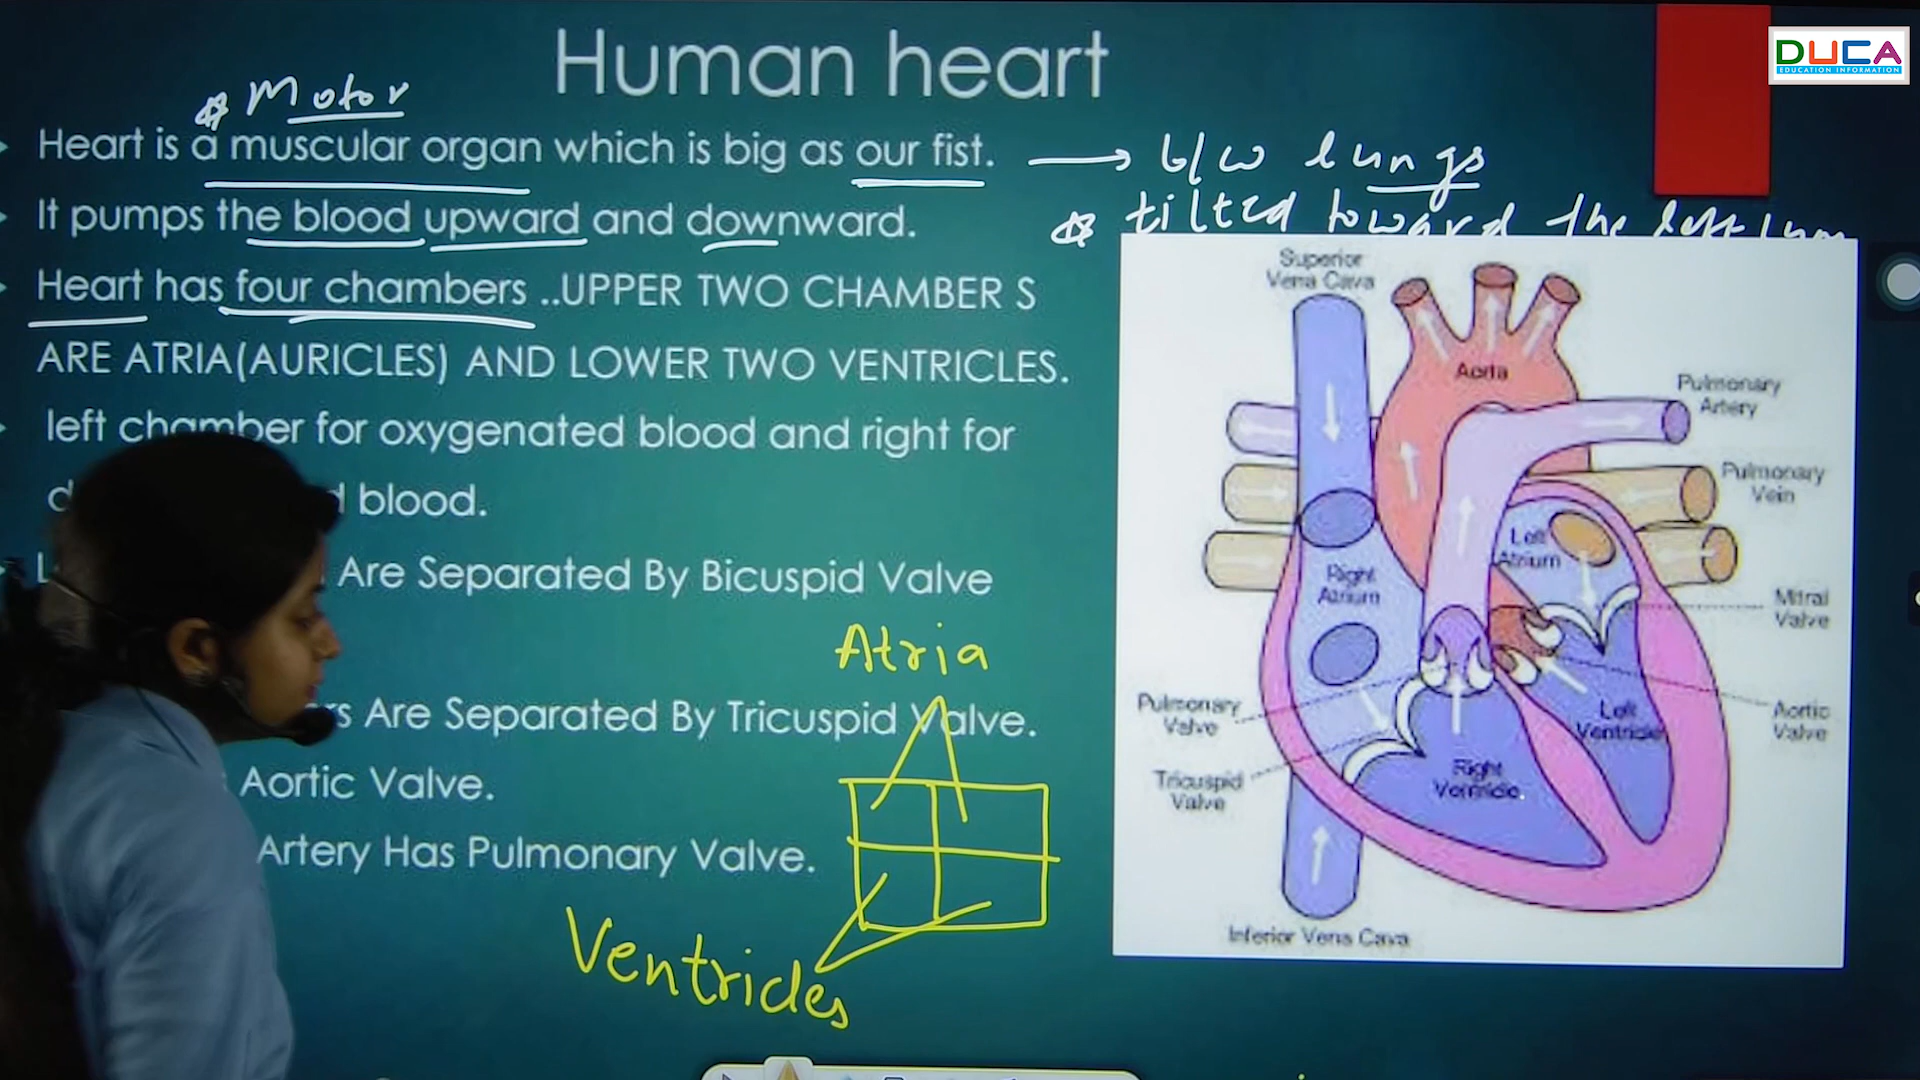 Human heart
DUCA
EDUCATION INFORMATION
Motor
Heart is a muscular organ which is big as our fist.
b/w lungs
It pumps the blood upward and downward.
tilted toward the left
Heart has four chambers ..UPPER TWO CHAMBER S
ARE ATRIA(AURICLES) AND LOWER TWO VENTRICLES.
left chamber for oxygenated blood and right for
blood.
Are Separated By Bicuspid Valve
Are Separated By Tricuspid Valve.
Aortic Valve.
Artery Has Pulmonary Valve.
Atria
Ventricles
Superior
Vena Cava
Aorta
Pulmonary
Artery
Pulmonary
Vein
Left
Atrium
Right
Atrium
Mitral
Valve
Pulmonary
Valve
Aortic
Valve
Left
Ventricle
Tricuspid
Valve
Right
Ventricle
Inferior Vena Cava